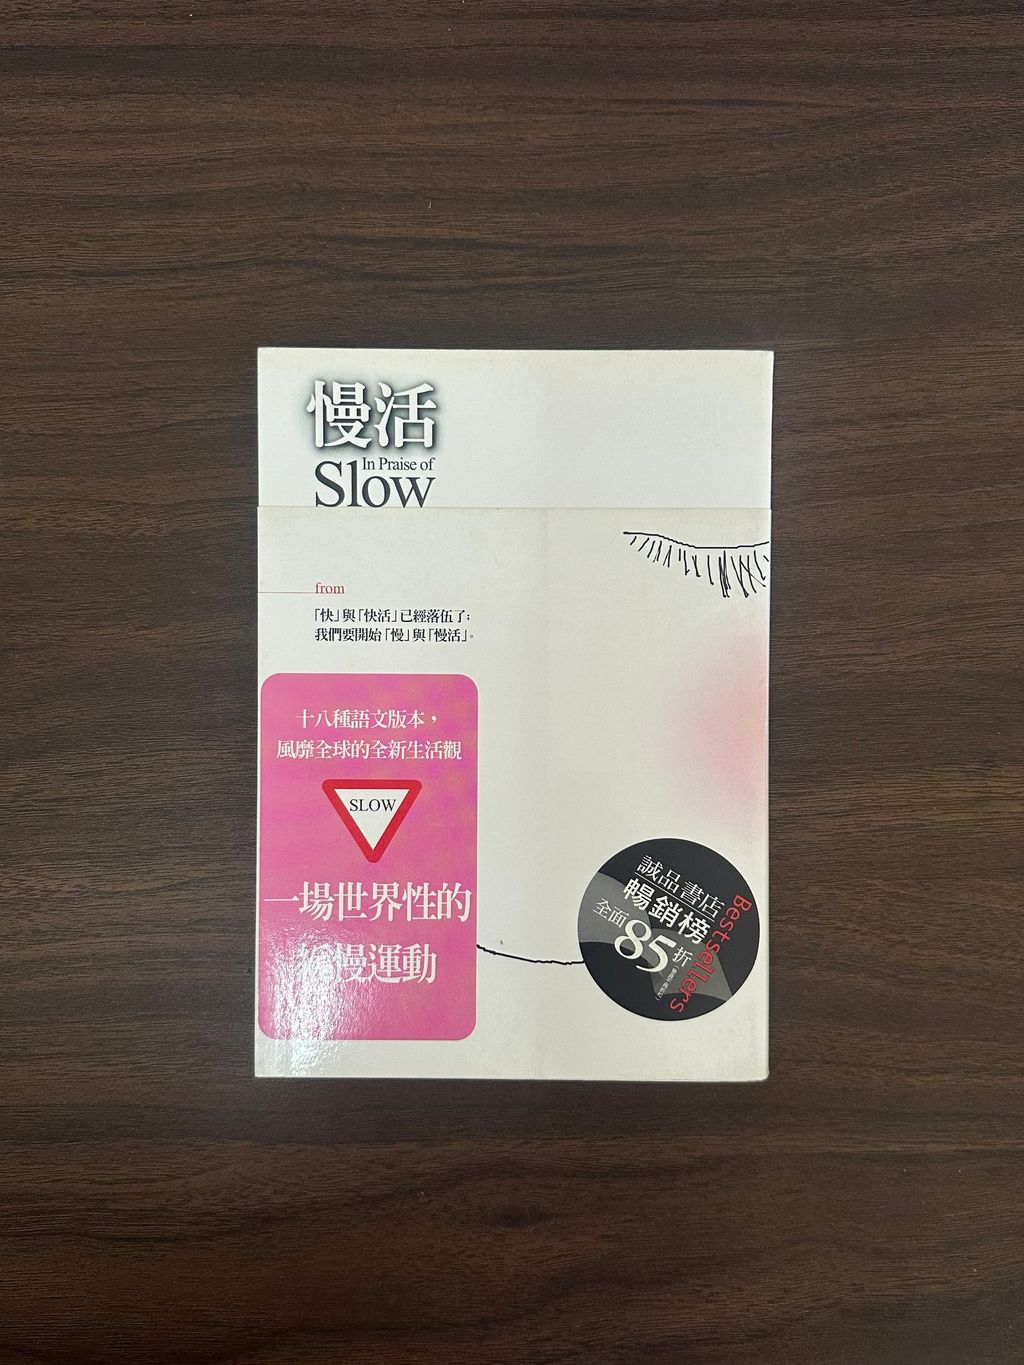 慢活
In Praise of
Slow
from
「快」與「快活」已經落伍了；
我們要開始「慢」與「慢活」。
十八種語文版本，
風靡全球的全新生活觀
SLOW
一場世界性的
慢運動
誠品書店
暢銷榜
全面85折
Bestsellers